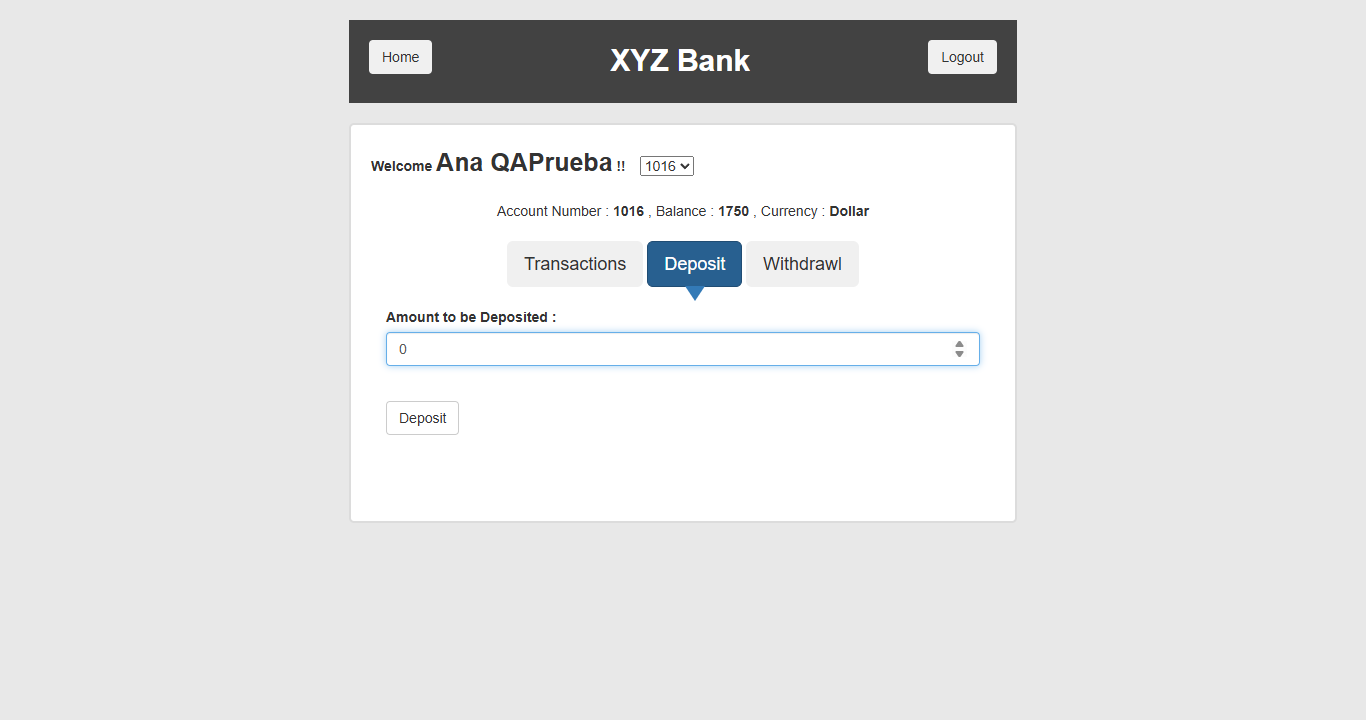 Home XYZ Bank Logout
Welcome Ana QAPrueba !! 1016
Account Number : 1016 , Balance : 1750 , Currency : Dollar
Transactions Deposit Withdrawl
Amount to be Deposited :
0
Deposit